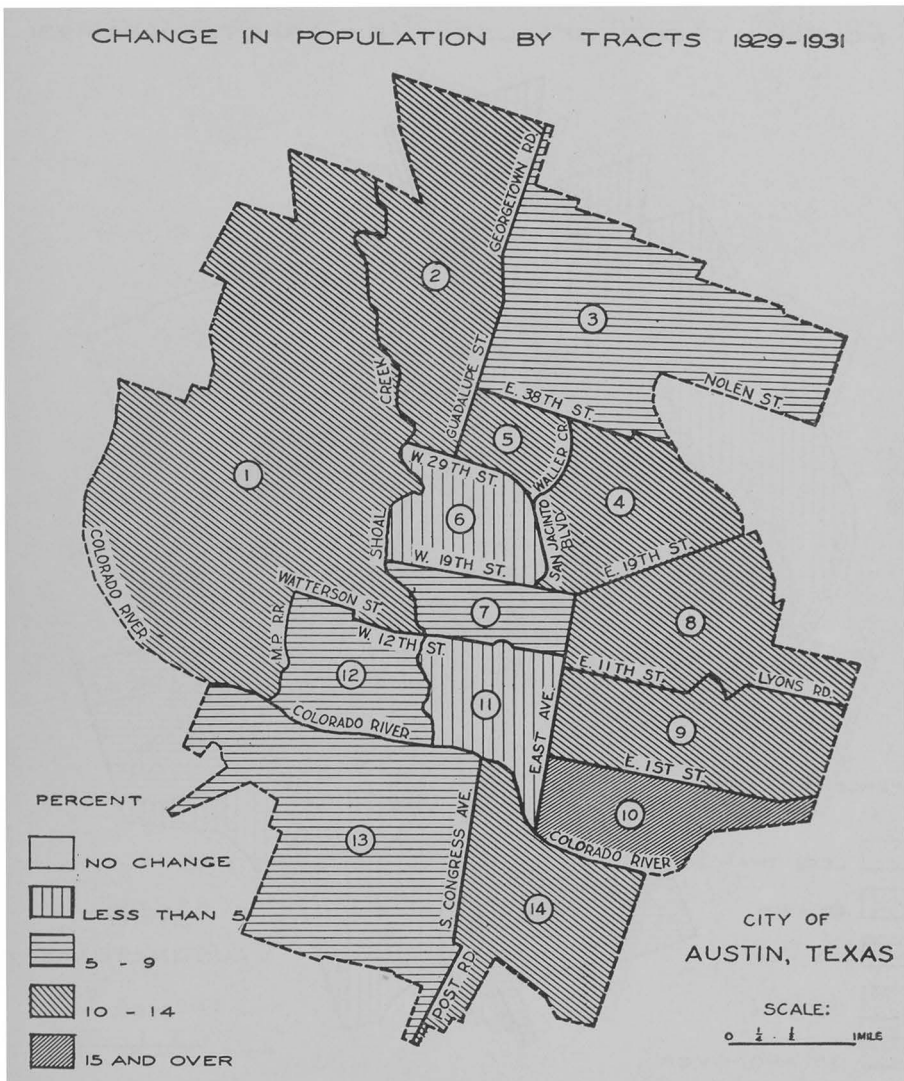 CHANGE IN POPULATION BY TRACTS 1929-1931
GEORGETOWN RD.
2
3
CREEK
GUADALUPE ST.
E. 38TH ST.
NOLEN ST.
5
WALLER CR.
1
W. 29TH ST.
4
6
SAN JACINTO
BLVD
COLORADO RIVER
SHOAL
W. 19TH ST.
E. 19TH ST.
WATTERSON ST.
7
8
M.P. R.R.
W. 12TH ST.
E. 11TH ST.
LYONS RD.
12
11
EAST AVE.
9
COLORADO RIVER
E. 1ST ST.
10
13
S. CONGRESS AVE.
COLORADO RIVER
14
POST RD.
PERCENT
NO CHANGE
LESS THAN 5
5 - 9
10 - 14
15 AND OVER
CITY OF
AUSTIN, TEXAS
SCALE:
0 ¼ · ½ 1 MILE